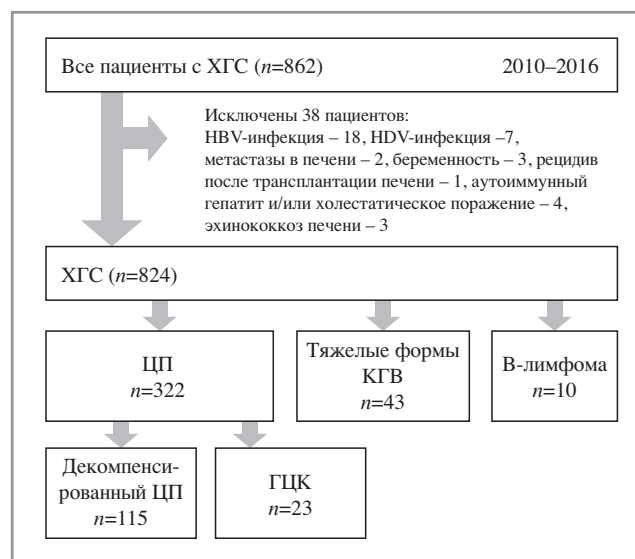 Все пациенты с ХГС (n=862) 2010–2016
Исключены 38 пациентов:
HBV-инфекция – 18, HDV-инфекция –7,
метастазы в печени – 2, беременность – 3, рецидив
после трансплантации печени – 1, аутоиммунный
гепатит и/или холестатическое поражение – 4,
эхинококкоз печени – 3
ХГС (n=824)
ЦП
n=322
Тяжелые формы
КГВ
n=43
В-лимфома
n=10
Декомпенси-
рованный ЦП
n=115
ГЦК
n=23